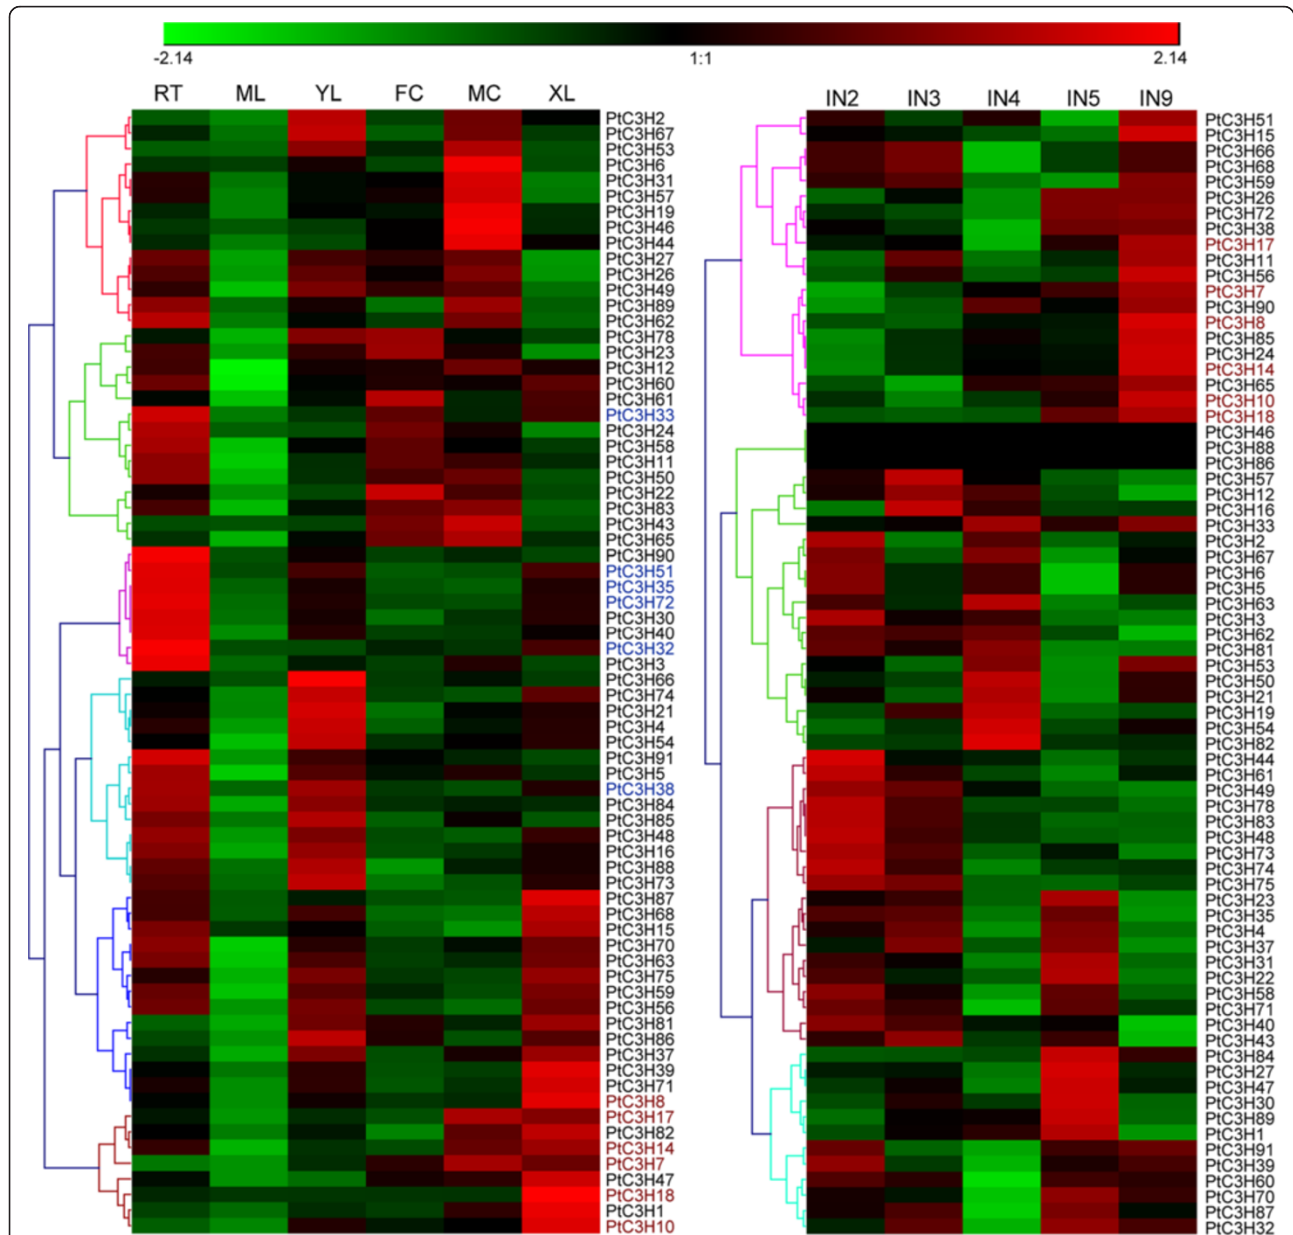 -2.14 1:1 2.14
RT ML YL FC MC XL
PtC3H2
PtC3H67
PtC3H53
PtC3H6
PtC3H31
PtC3H57
PtC3H19
PtC3H46
PtC3H44
PtC3H27
PtC3H26
PtC3H49
PtC3H89
PtC3H62
PtC3H78
PtC3H23
PtC3H12
PtC3H60
PtC3H61
PtC3H33
PtC3H24
PtC3H58
PtC3H11
PtC3H50
PtC3H22
PtC3H83
PtC3H43
PtC3H65
PtC3H90
PtC3H51
PtC3H35
PtC3H72
PtC3H30
PtC3H40
PtC3H32
PtC3H3
PtC3H66
PtC3H74
PtC3H21
PtC3H4
PtC3H54
PtC3H91
PtC3H5
PtC3H38
PtC3H84
PtC3H85
PtC3H48
PtC3H16
PtC3H88
PtC3H73
PtC3H87
PtC3H68
PtC3H15
PtC3H70
PtC3H63
PtC3H75
PtC3H59
PtC3H56
PtC3H81
PtC3H86
PtC3H37
PtC3H39
PtC3H71
PtC3H8
PtC3H17
PtC3H82
PtC3H14
PtC3H7
PtC3H47
PtC3H18
PtC3H1
PtC3H10
IN2 IN3 IN4 IN5 IN9
PtC3H51
PtC3H15
PtC3H66
PtC3H68
PtC3H59
PtC3H26
PtC3H72
PtC3H38
PtC3H17
PtC3H11
PtC3H56
PtC3H7
PtC3H90
PtC3H8
PtC3H85
PtC3H24
PtC3H14
PtC3H65
PtC3H10
PtC3H18
PtC3H46
PtC3H88
PtC3H86
PtC3H57
PtC3H12
PtC3H16
PtC3H33
PtC3H2
PtC3H67
PtC3H6
PtC3H5
PtC3H63
PtC3H3
PtC3H62
PtC3H81
PtC3H53
PtC3H50
PtC3H21
PtC3H19
PtC3H54
PtC3H82
PtC3H44
PtC3H61
PtC3H49
PtC3H78
PtC3H83
PtC3H48
PtC3H73
PtC3H74
PtC3H75
PtC3H23
PtC3H35
PtC3H4
PtC3H37
PtC3H31
PtC3H22
PtC3H58
PtC3H71
PtC3H40
PtC3H43
PtC3H84
PtC3H27
PtC3H47
PtC3H30
PtC3H89
PtC3H1
PtC3H91
PtC3H39
PtC3H60
PtC3H70
PtC3H87
PtC3H32